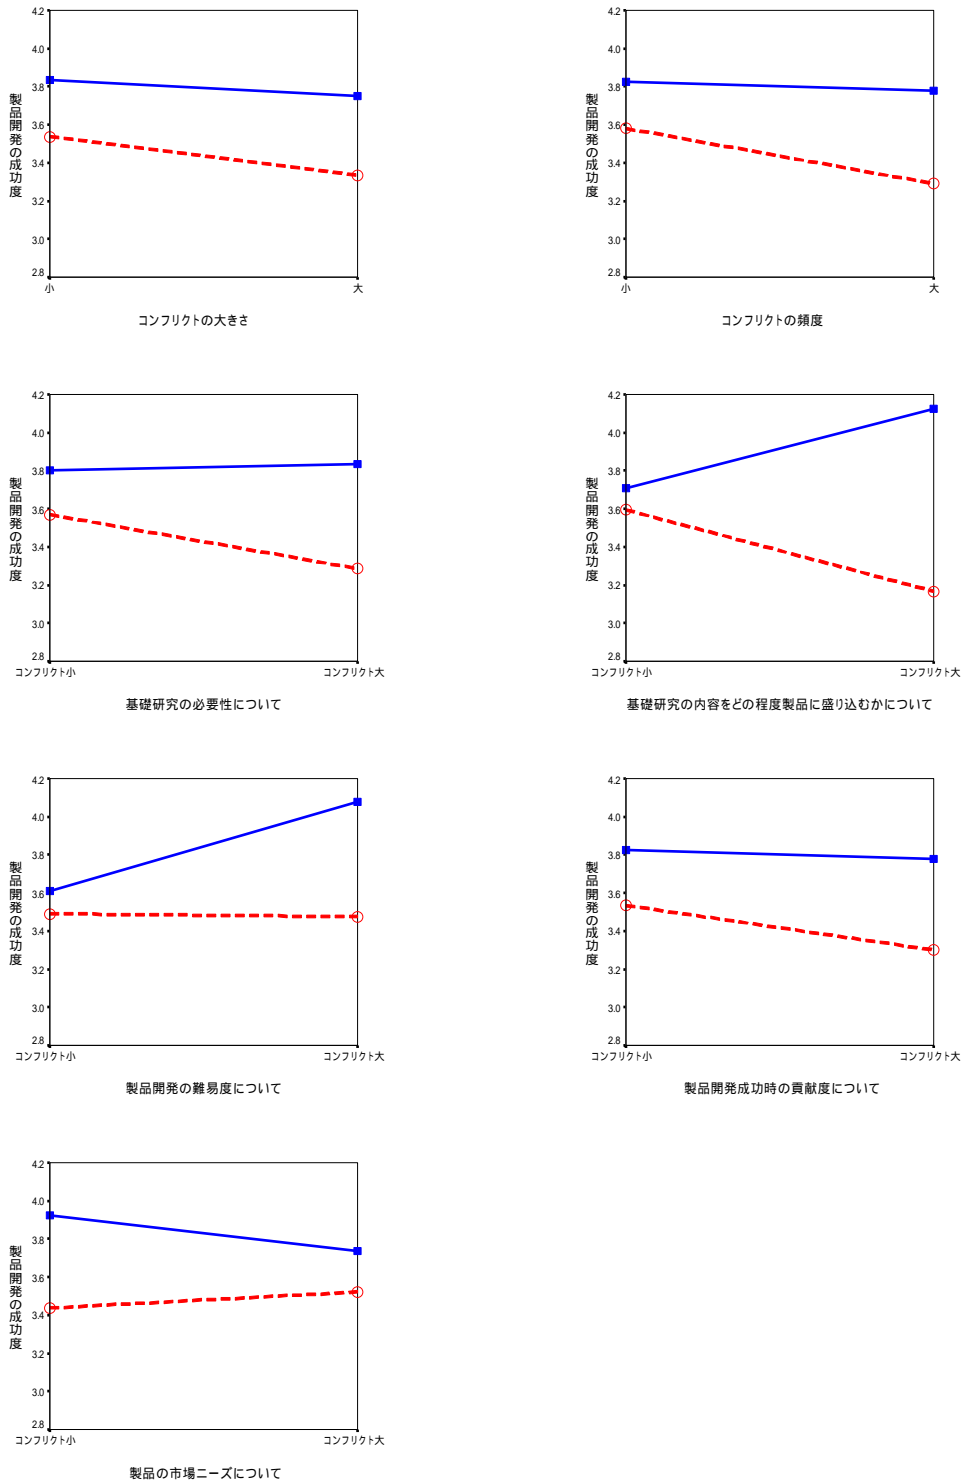 4.2
4.0
3.8
3.6
3.4
3.2
3.0
2.8
製品開発の成功度
小
大
コンフリクトの大きさ
4.2
4.0
3.8
3.6
3.4
3.2
3.0
2.8
製品開発の成功度
小
大
コンフリクトの頻度
4.2
4.0
3.8
3.6
3.4
3.2
3.0
2.8
製品開発の成功度
コンフリクト小
コンフリクト大
基礎研究の必要性について
4.2
4.0
3.8
3.6
3.4
3.2
3.0
2.8
製品開発の成功度
コンフリクト小
コンフリクト大
基礎研究の内容をどの程度製品に盛り込むかについて
4.2
4.0
3.8
3.6
3.4
3.2
3.0
2.8
製品開発の成功度
コンフリクト小
コンフリクト大
製品開発の難易度について
4.2
4.0
3.8
3.6
3.4
3.2
3.0
2.8
製品開発の成功度
コンフリクト小
コンフリクト大
製品開発成功時の貢献度について
4.2
4.0
3.8
3.6
3.4
3.2
3.0
2.8
製品開発の成功度
コンフリクト小
コンフリクト大
製品の市場ニーズについて